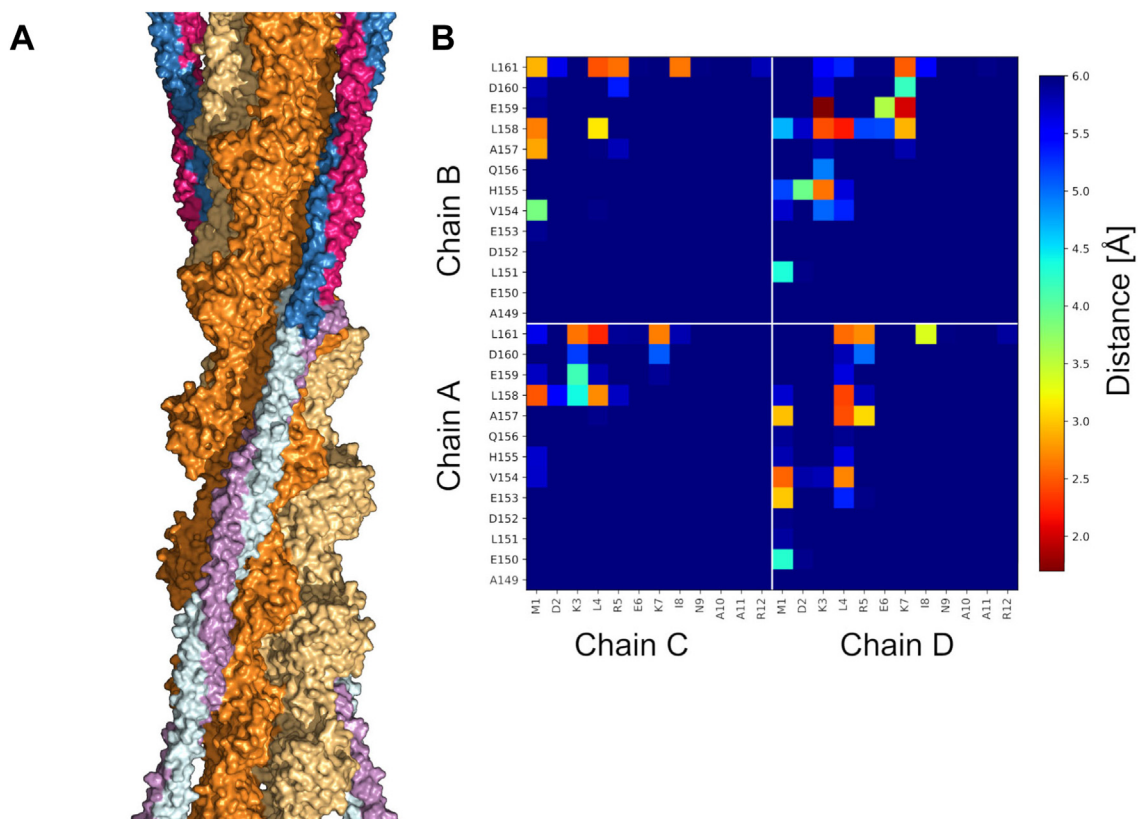 A
B
Chain B
L161
D160
E159
L158
A157
Q156
H155
V154
E153
D152
L151
E150
A149
Chain A
L161
D160
E159
L158
A157
Q156
H155
V154
E153
D152
L151
E150
A149
M1 D2 K3 L4 R5 E6 K7 I8 N9 A10 A11 R12 M1 D2 K3 L4 R5 E6 K7 I8 N9 A10 A11 R12
Chain C Chain D
6.0
5.5
5.0
4.5
4.0
3.5
3.0
2.5
2.0
Distance [Å]